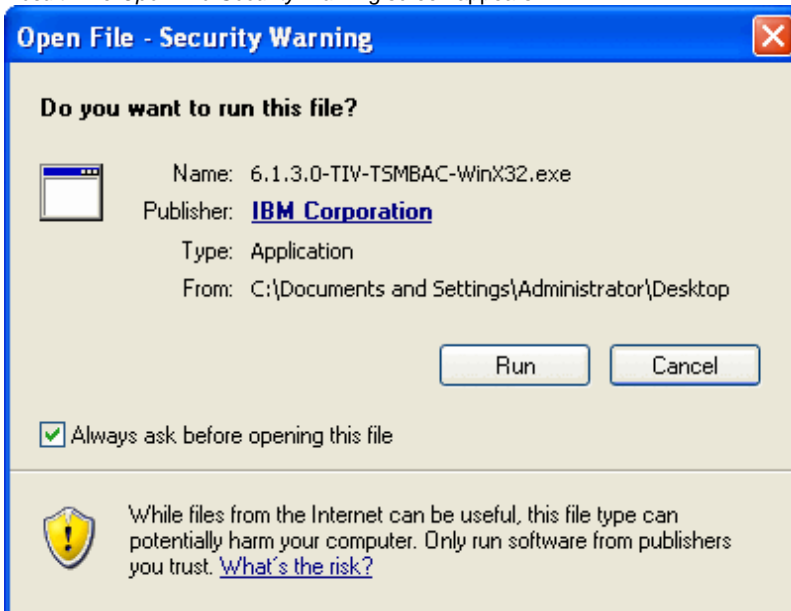 Open File - Security Warning
Do you want to run this file?
Name: 6.1.3.0-TIV-TSMBAC-WinX32.exe
Publisher: IBM Corporation
Type: Application
From: C:\Documents and Settings\Administrator\Desktop
Run Cancel
Always ask before opening this file
While files from the Internet can be useful, this file type can
potentially harm your computer. Only run software from publishers
you trust. What's the risk?